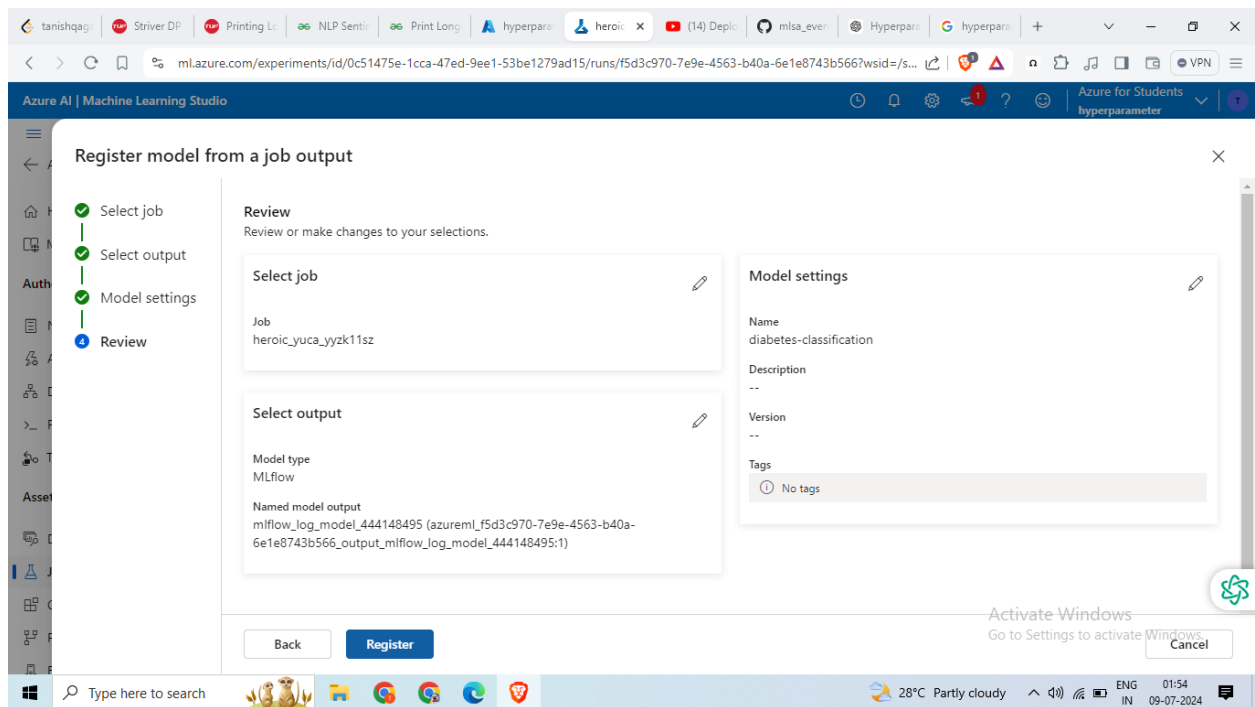 tanishqag
Striver DP
Printing Lo
NLP Sentin
Print Long
hyperpara
heroic
(14) Deplo
mlsa_even
Hyperpara
hyperpara
ml.azure.com/experiments/id/0c51475e-1cca-47ed-9ee1-53be1279ad15/runs/f5d3c970-7e9e-4563-b40a-6e1e8743b566?wsid=/s...
VPN
Azure AI | Machine Learning Studio
1
Azure for Students
hyperparameter
T
Register model from a job output
Select job
Select output
Model settings
4 Review
Auth
Asset
Review
Review or make changes to your selections.
Select job
Job
heroic_yuca_yyzk11sz
Select output
Model type
MLflow
Named model output
mlflow_log_model_444148495 (azureml_f5d3c970-7e9e-4563-b40a-
6e1e8743b566_output_mlflow_log_model_444148495:1)
Model settings
Name
diabetes-classification
Description
--
Version
--
Tags
No tags
Back
Register
Cancel
Activate Windows
Go to Settings to activate Windows.
Type here to search
28°C Partly cloudy
ENG
IN
01:54
09-07-2024